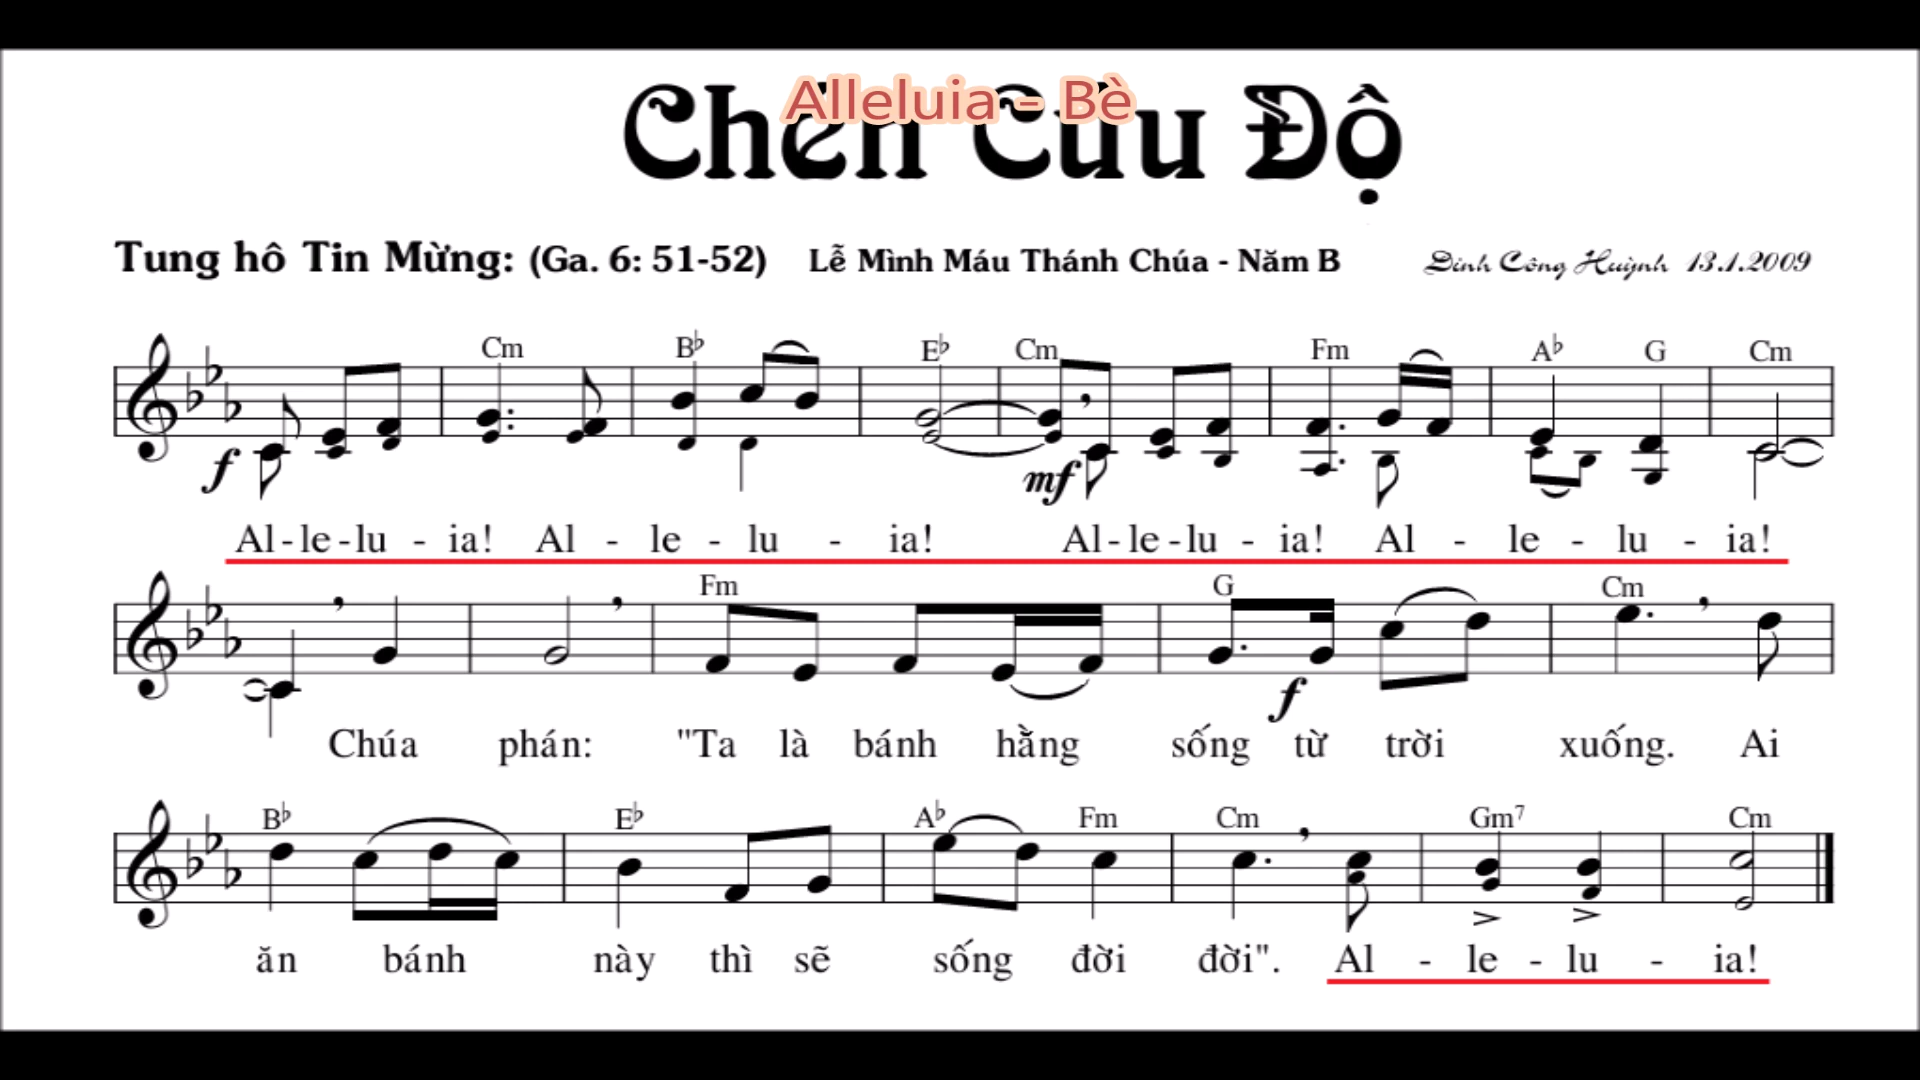 Alleluia - Bè
Chén Cứu Độ
Tung hô Tin Mừng: (Ga. 6: 51-52) Lễ Mình Máu Thánh Chúa - Năm B Đinh Công Huỳnh 13.1.2009
Cm B♭ E♭ Cm Fm A♭ G Cm
f mf
Al-le-lu - ia! Al - le - lu - ia! Al-le-lu - ia! Al - le - lu - ia!
Fm G Cm
f
Chúa phán: "Ta là bánh hằng sống từ trời xuống. Ai
B♭ E♭ A♭ Fm Cm Gm7 Cm
ăn bánh này thì sẽ sống đời đời". Al - le - lu - ia!